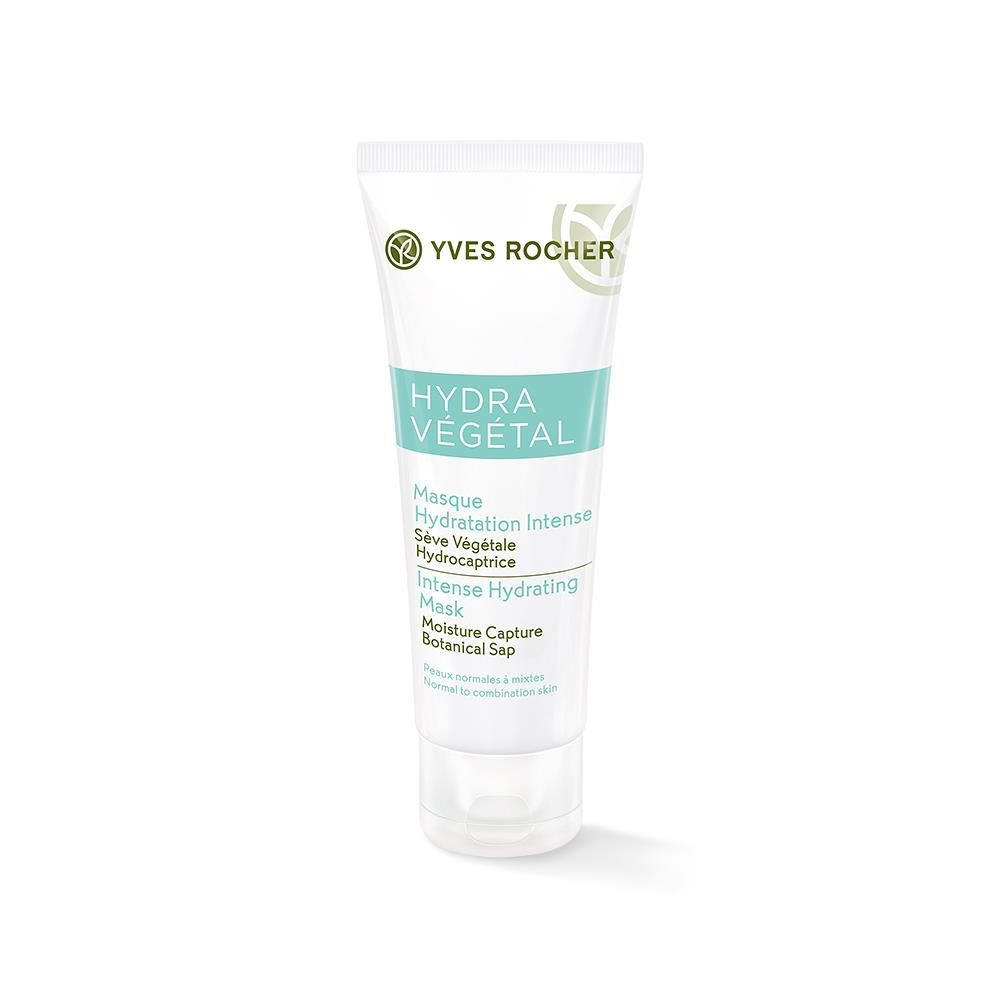 YVES ROCHER
HYDRA
VÉGÉTAL
Masque
Hydratation Intense
Sève Végétale
Hydrocaptrice
Intense Hydrating
Mask
Moisture Capture
Botanical Sap
Peaux normales à mixtes
Normal to combination skin